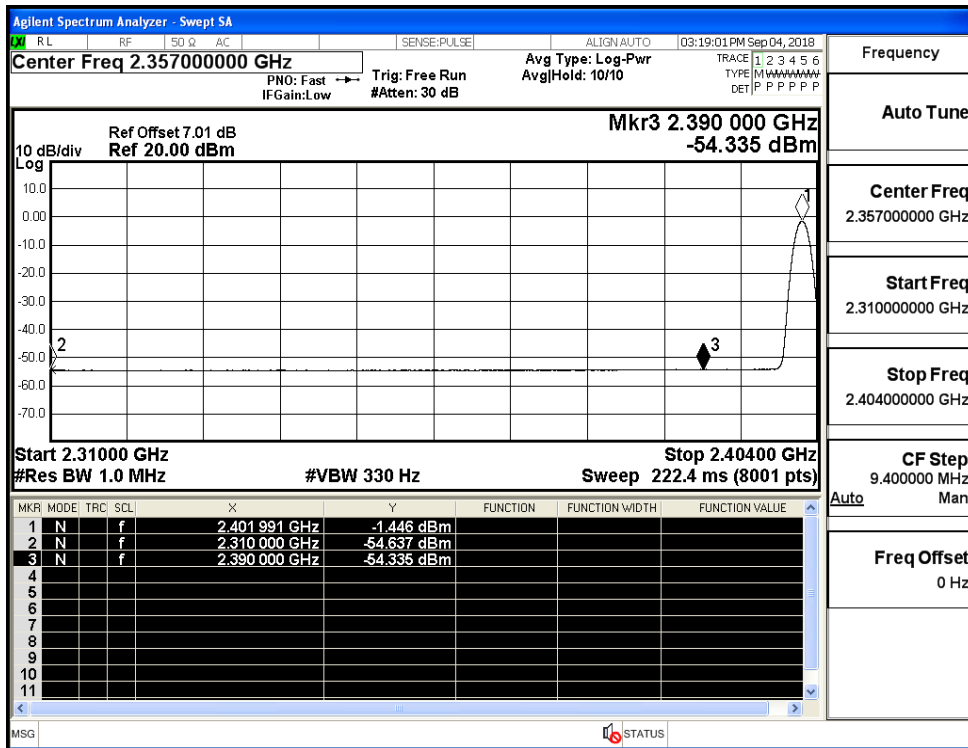 Agilent Spectrum Analyzer - Swept SA
LXI RL RF 50 Ω AC SENSE:PULSE ALIGN AUTO 03:19:01 PM Sep 04, 2018
Center Freq 2.357000000 GHz
PNO: Fast
IFGain:Low
Trig: Free Run
#Atten: 30 dB
Avg Type: Log-Pwr
Avg|Hold: 10/10
TRACE 1 2 3 4 5 6
TYPE M W W W W W
DET P P P P P P
Ref Offset 7.01 dB
10 dB/div Ref 20.00 dBm
Log
Mkr3 2.390 000 GHz
-54.335 dBm
10.0
0.00
-10.0
-20.0
-30.0
-40.0
-50.0
-60.0
-70.0
1
2
3
Start 2.31000 GHz Stop 2.40400 GHz
#Res BW 1.0 MHz #VBW 330 Hz Sweep 222.4 ms (8001 pts)
MKR MODE TRC SCL X Y FUNCTION FUNCTION WIDTH FUNCTION VALUE
1 N f 2.401 991 GHz -1.446 dBm
2 N f 2.310 000 GHz -54.637 dBm
3 N f 2.390 000 GHz -54.335 dBm
4
5
6
7
8
9
10
11
MSG STATUS
Frequency
Auto Tune
Center Freq
2.357000000 GHz
Start Freq
2.310000000 GHz
Stop Freq
2.404000000 GHz
CF Step
9.400000 MHz
Auto Man
Freq Offset
0 Hz